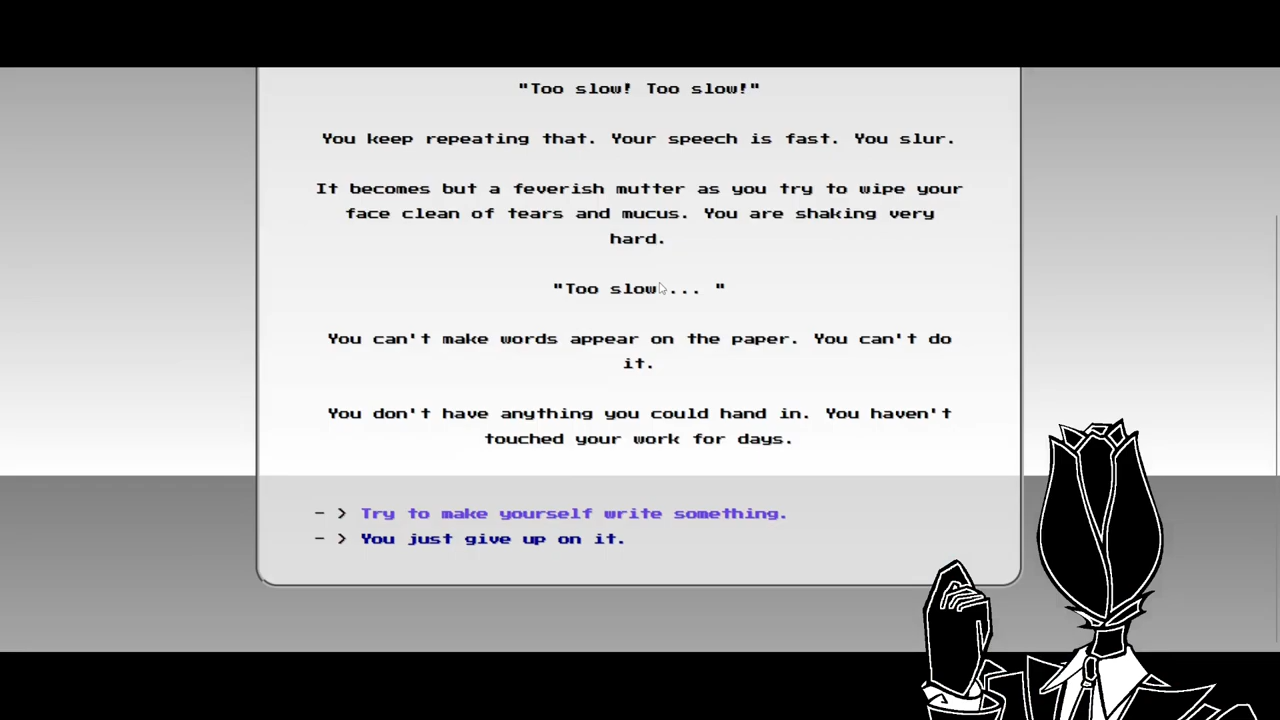 "Too slow! Too slow!"
You keep repeating that. Your speech is fast. You slur.
It becomes but a feverish mutter as you try to wipe your
face clean of tears and mucus. You are shaking very
hard.
"Too slow... "
You can't make words appear on the paper. You can't do
it.
You don't have anything you could hand in. You haven't
touched your work for days.
- > Try to make yourself write something.
- > You just give up on it.